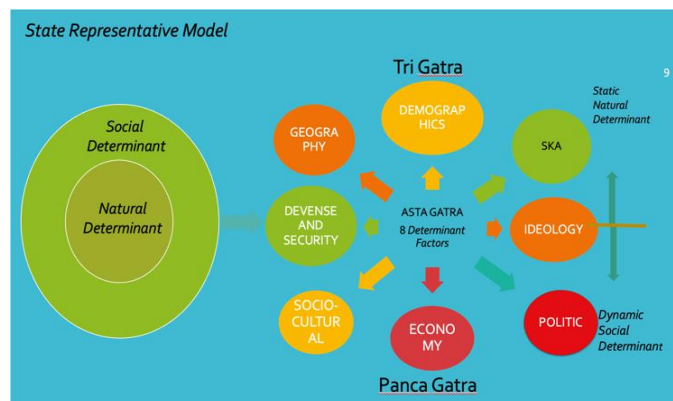 State Representative Model
9
Tri Gatra
Social
Determinant
Natural
Determinant
GEOGRA
PHY
DEMOGRAP
HICS
SKA
Static
Natural
Determinant
DEVENSE
AND
SECURITY
ASTA GATRA
8 Determinant
Factors
IDEOLOGY
SOCIO-
CULTUR
AL
ECONO
MY
POLITIC
Dynamic
Social
Determinant
Panca Gatra